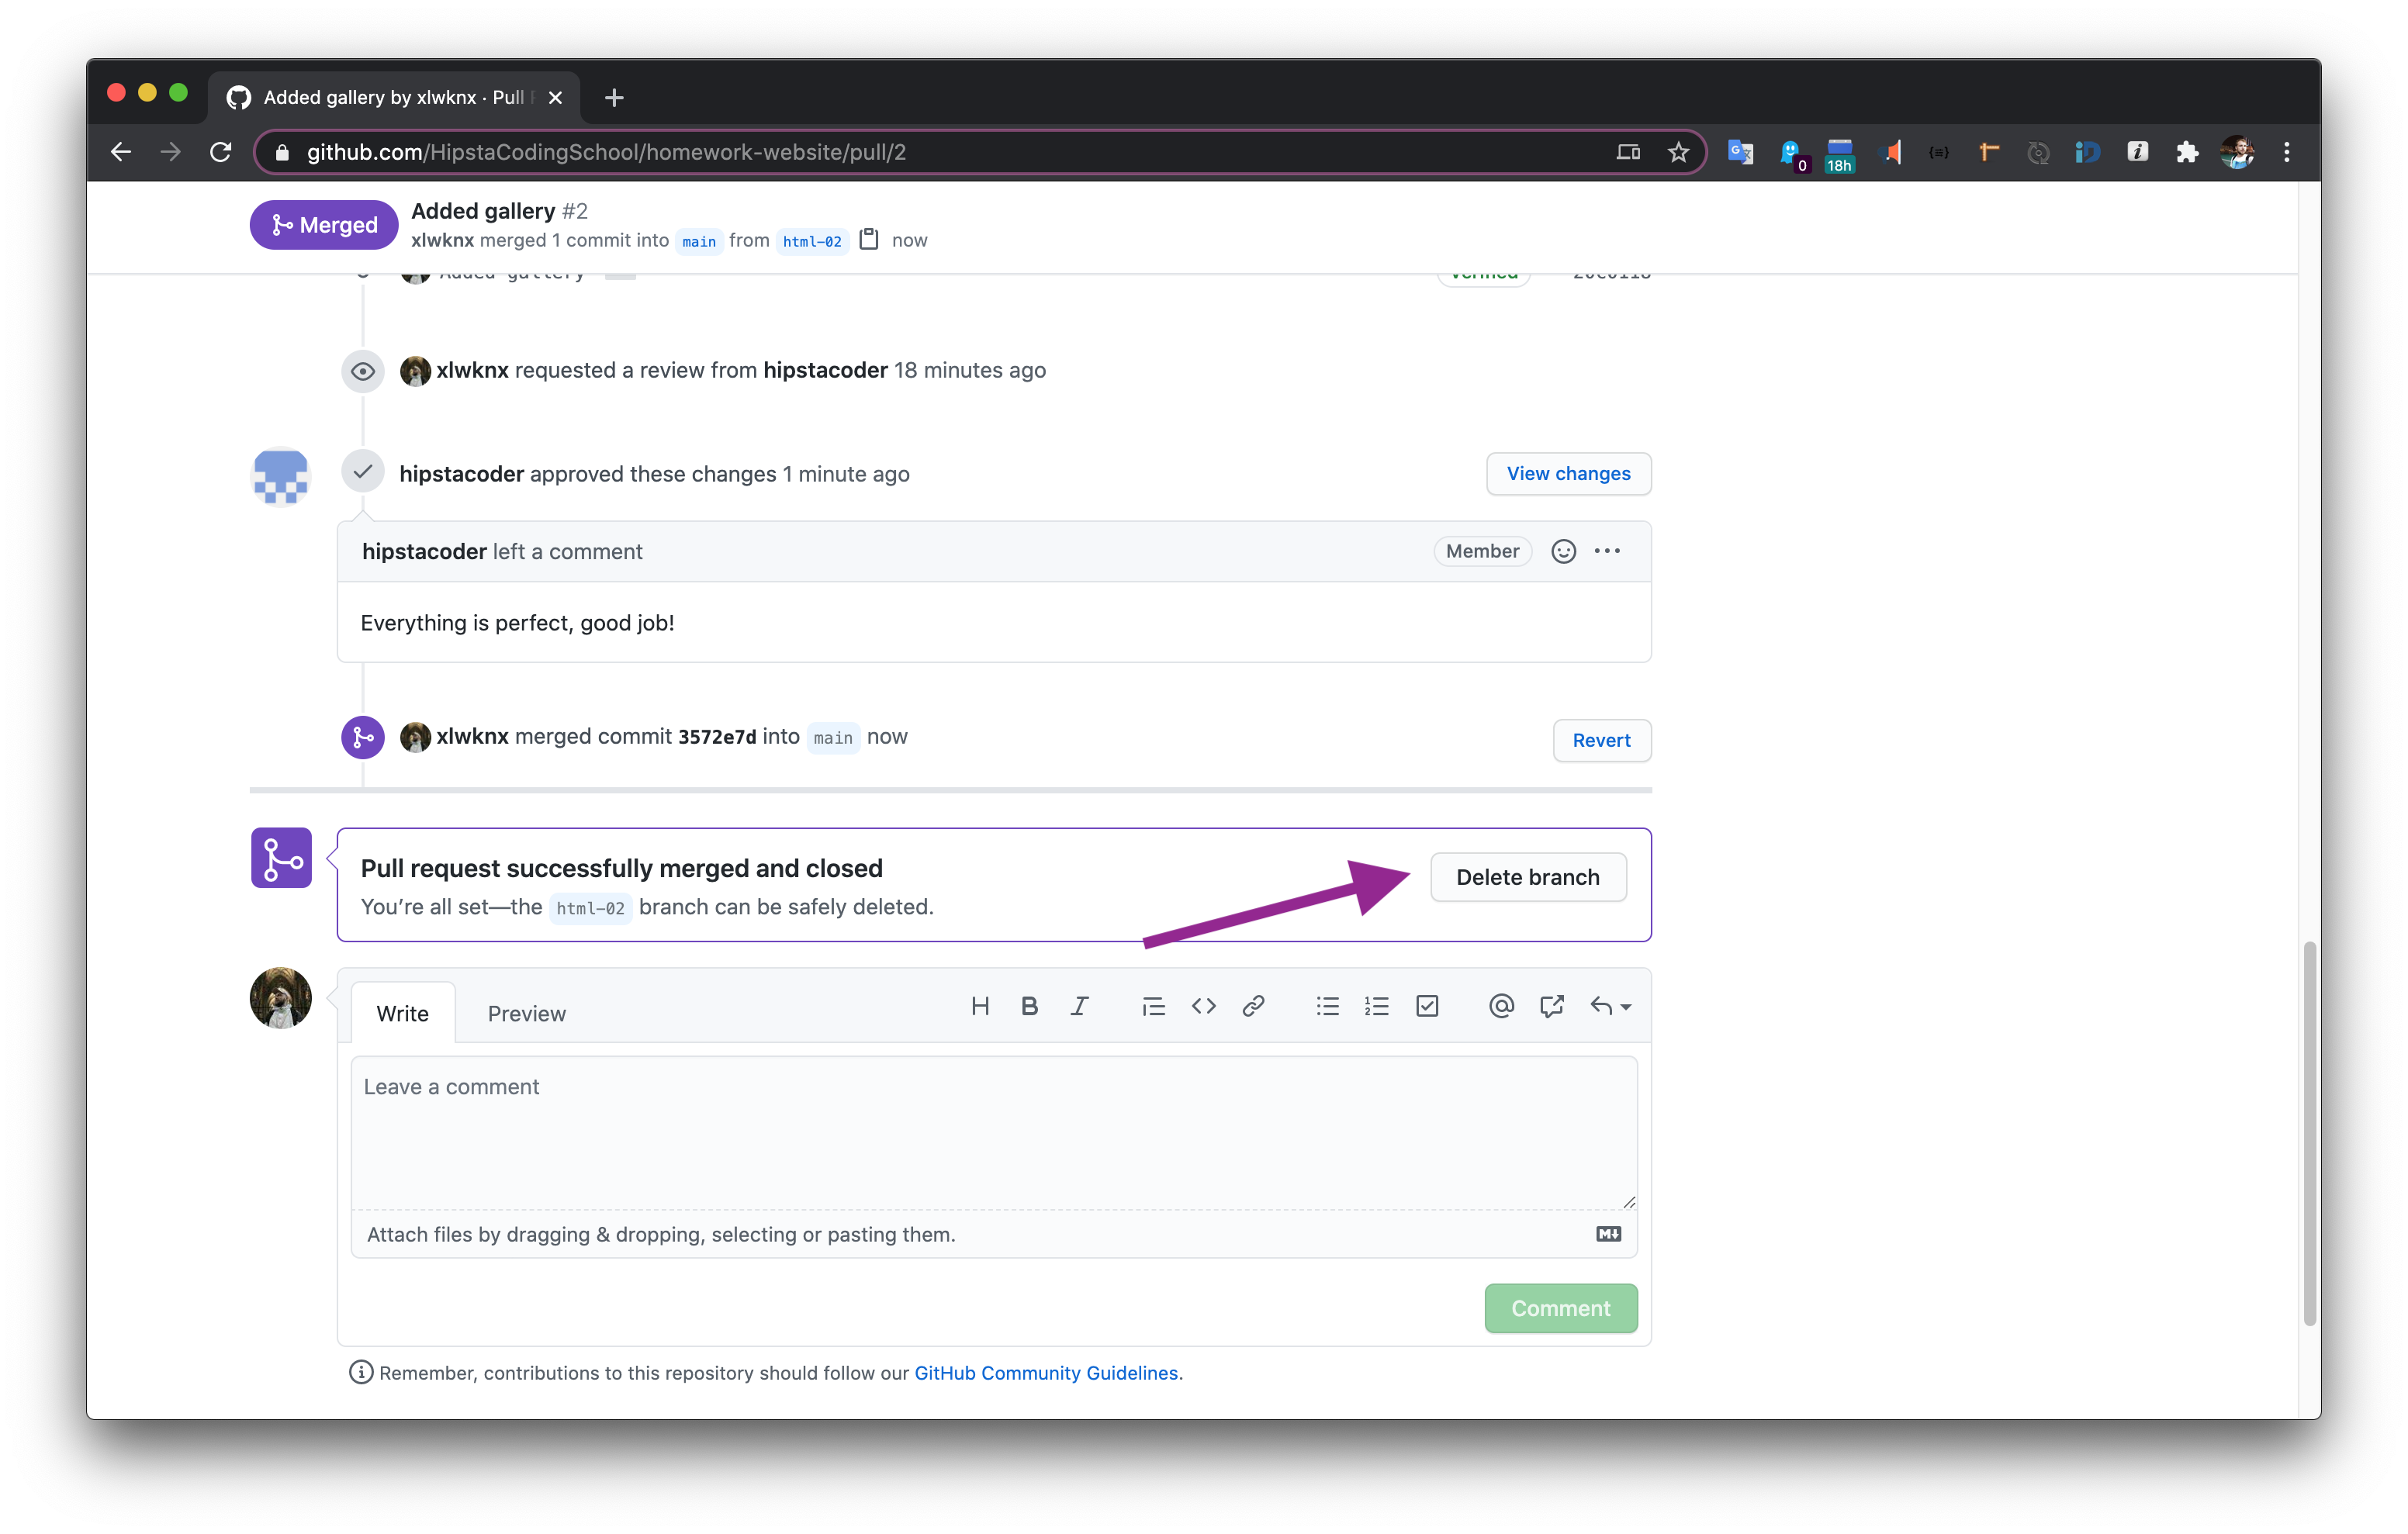 Added gallery by xlwknx · Pull
github.com/HipstaCodingSchool/homework-website/pull/2
0
18h
Merged
Added gallery #2
xlwknx merged 1 commit into main from html-02 now
Added gallery
Verified
xlwknx requested a review from hipstacoder 18 minutes ago
hipstacoder approved these changes 1 minute ago
View changes
hipstacoder left a comment
Member
Everything is perfect, good job!
xlwknx merged commit 3572e7d into main now
Revert
Pull request successfully merged and closed
Delete branch
You're all set—the html-02 branch can be safely deleted.
Write
Preview
Leave a comment
Attach files by dragging & dropping, selecting or pasting them.
Comment
Remember, contributions to this repository should follow our GitHub Community Guidelines.